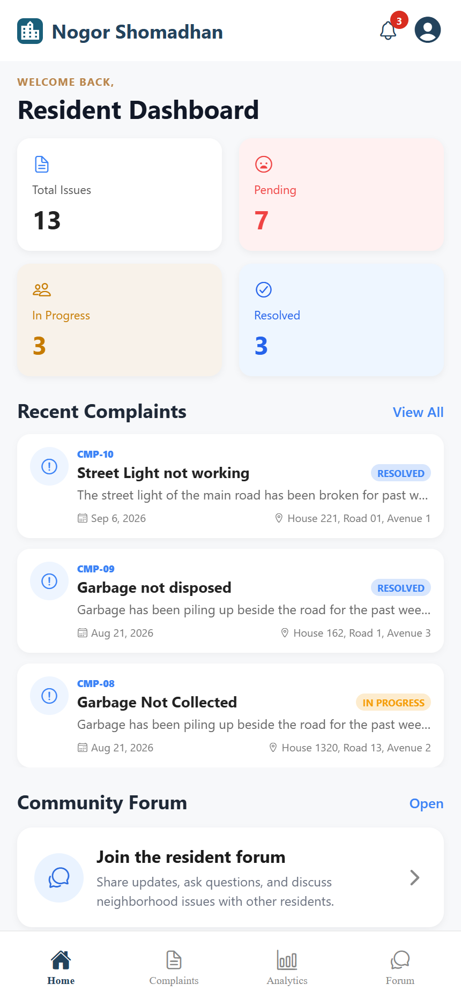 Nogor Shomadhan
3
WELCOME BACK,
Resident Dashboard
Total Issues
13
Pending
7
In Progress
3
Resolved
3
Recent Complaints
View All
CMP-10
Street Light not working
RESOLVED
The street light of the main road has been broken for past w...
Sep 6, 2026
House 221, Road 01, Avenue 1
CMP-09
Garbage not disposed
RESOLVED
Garbage has been piling up beside the road for the past wee...
Aug 21, 2026
House 162, Road 1, Avenue 3
CMP-08
Garbage Not Collected
IN PROGRESS
Garbage has been piling up beside the road for the past wee...
Aug 21, 2026
House 1320, Road 13, Avenue 2
Community Forum
Open
Join the resident forum
Share updates, ask questions, and discuss
neighborhood issues with other residents.
Home
Complaints
Analytics
Forum